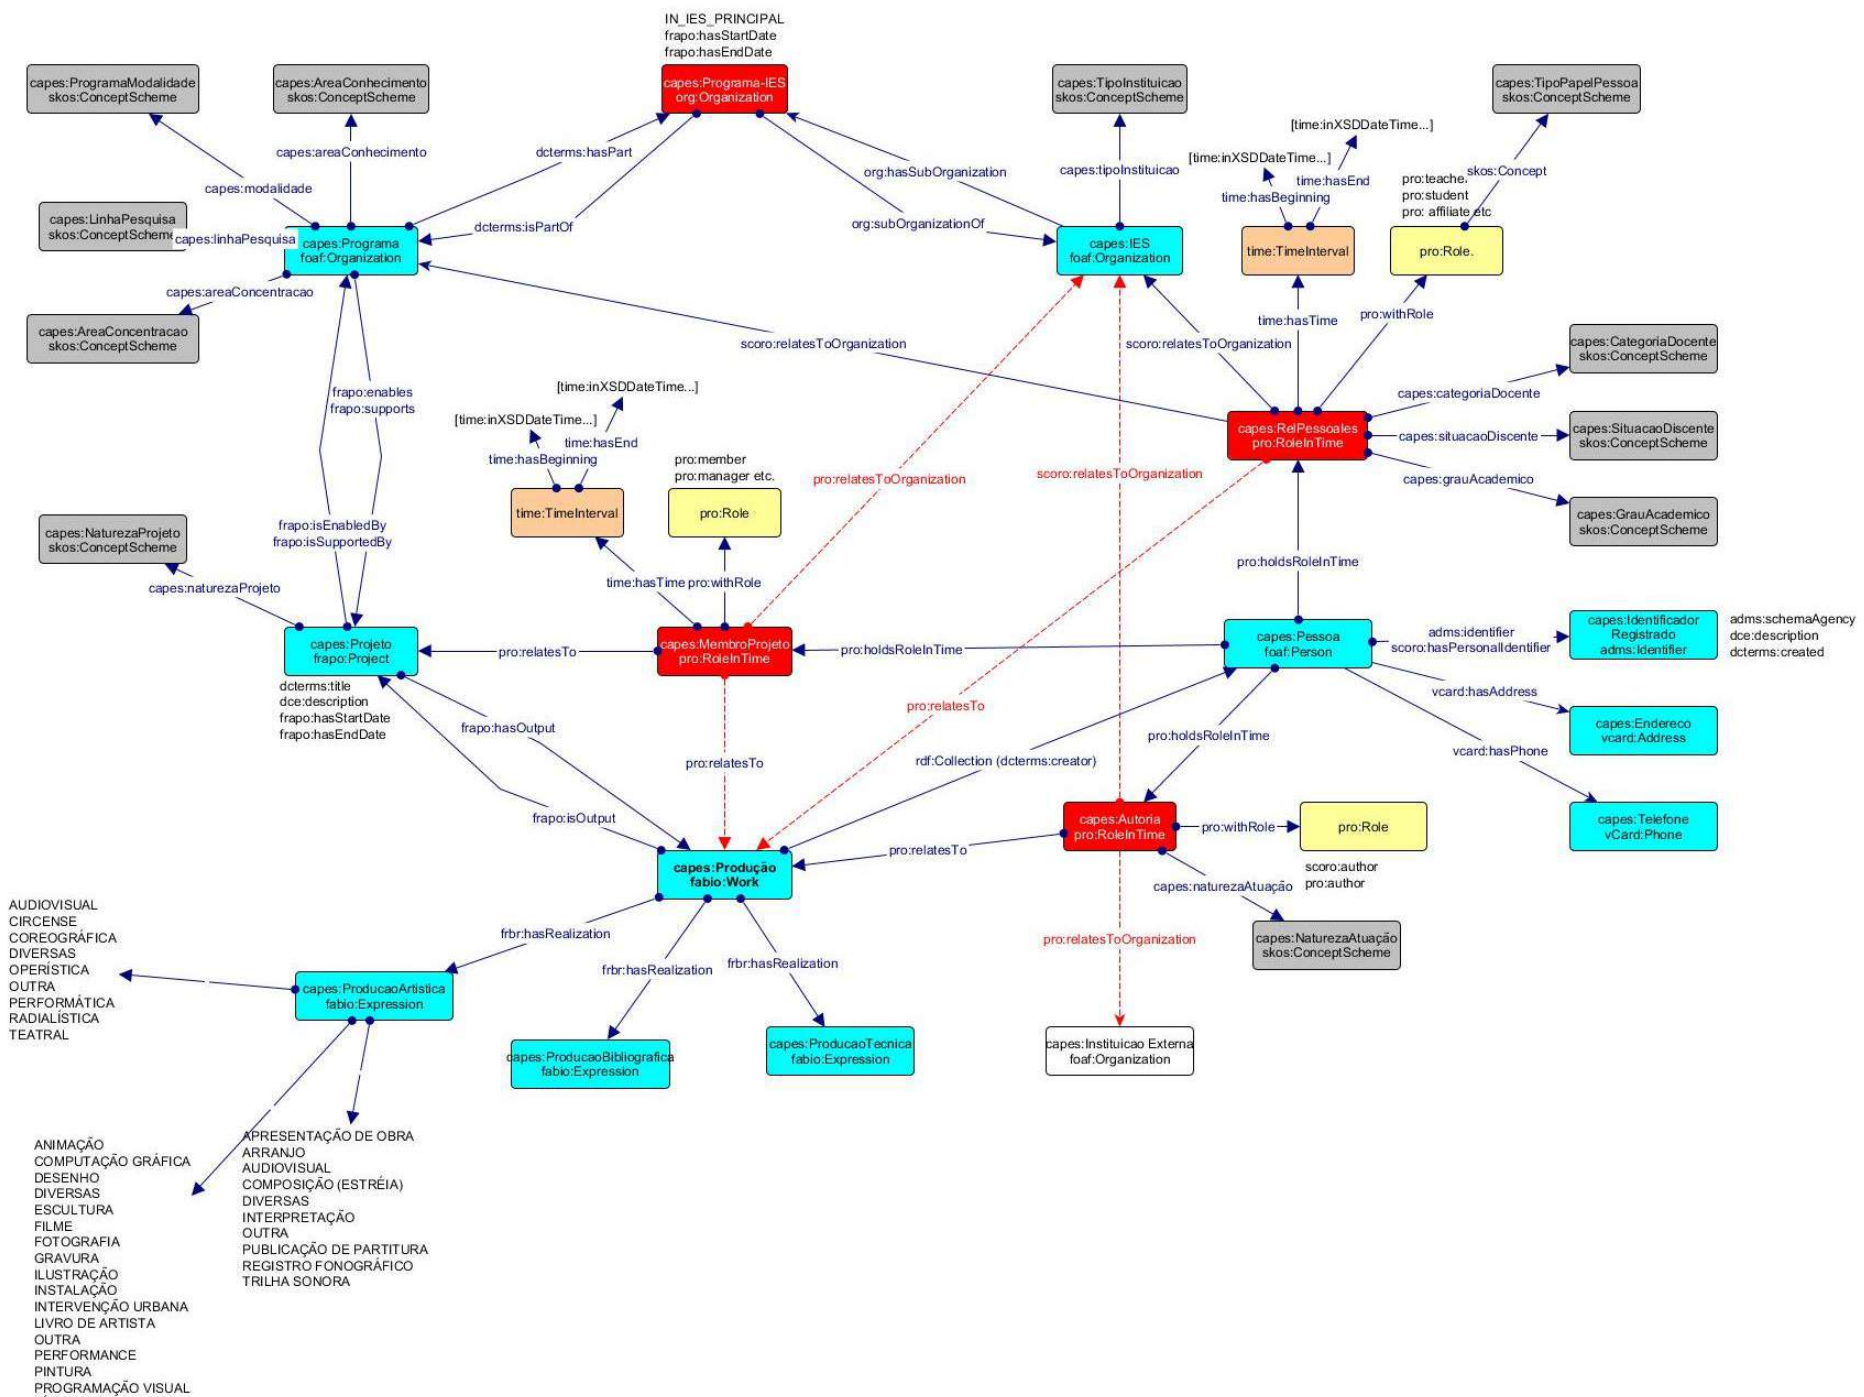 IN_IES_PRINCIPAL
frapo:hasStartDate
frapo:hasEndDate
capes:ProgramaModalidade
skos:ConceptScheme
capes:AreaConhecimento
skos:ConceptScheme
capes:Programa-IES
org:Organization
capes:TipoInstituicao
skos:ConceptScheme
capes:TipoPapelPessoa
skos:ConceptScheme
[time:inXSDDateTime...]
capes:areaConhecimento
dcterms:hasPart
[time:inXSDDateTime...]
org:hasSubOrganization
capes:tipoInstituicao
skos:Concept
time:hasEnd
pro:teacher
capes:modalidade
time:hasBeginning
pro:student
pro: affiliate etc
capes:LinhaPesquisa
skos:ConceptScheme
capes:linhaPesquisa
dcterms:isPartOf
org:subOrganizationOf
capes:Programa
foaf:Organization
capes:IES
foaf:Organization
time:TimeInterval
pro:Role.
capes:areaConcentracao
capes:AreaConcentracao
skos:ConceptScheme
pro:withRole
time:hasTime
scoro:relatesToOrganization
scoro:relatesToOrganization
capes:CategoriaDocente
skos:ConceptScheme
frapo:enables
frapo:supports
[time:inXSDDateTime...]
capes:categoriaDocente
[time:inXSDDateTime...]
time:hasEnd
time:hasBeginning
capes:RelPessoaIes
pro:RoleInTime
capes:situacaoDiscente
capes:SituacaoDiscente
skos:ConceptScheme
pro:member
pro:manager etc.
pro:relatesToOrganization
scoro:relatesToOrganization
capes:grauAcademico
time:TimeInterval
pro:Role
capes:GrauAcademico
skos:ConceptScheme
capes:NaturezaProjeto
skos:ConceptScheme
frapo:isEnabledBy
frapo:isSupportedBy
pro:holdsRoleInTime
capes:naturezaProjeto
time:hasTime
pro:withRole
capes:Projeto
frapo:Project
pro:relatesTo
capes:MembroProjeto
pro:RoleInTime
pro:holdsRoleInTime
capes:Pessoa
foaf:Person
adms:identifier
scoro:hasPersonalIdentifier
capes:Identificador
Registrado
adms:Identifier
adms:schemaAgency
dce:description
dcterms:created
dcterms:title
dce:description
frapo:hasStartDate
frapo:hasEndDate
vcard:hasAddress
pro:relatesTo
frapo:hasOutput
capes:Endereco
vcard:Address
pro:holdsRoleInTime
vcard:hasPhone
pro:relatesTo
rdf:Collection (dcterms:creator)
frapo:isOutput
capes:Autoria
pro:RoleInTime
pro:withRole
pro:Role
capes:Telefone
vCard:Phone
pro:relatesTo
capes:Produção
fabio:Work
scoro:author
pro:author
capes:naturezaAtuação
AUDIOVISUAL
CIRCENSE
COREOGRÁFICA
DIVERSAS
OPERÍSTICA
OUTRA
PERFORMÁTICA
RADIALÍSTICA
TEATRAL
frbr:hasRealization
pro:relatesToOrganization
capes:NaturezaAtuação
skos:ConceptScheme
frbr:hasRealization
frbr:hasRealization
capes:ProducaoArtistica
fabio:Expression
capes:ProducaoBibliografica
fabio:Expression
capes:ProducaoTecnica
fabio:Expression
capes:Instituicao Externa
foaf:Organization
ANIMAÇÃO
COMPUTAÇÃO GRÁFICA
DESENHO
DIVERSAS
ESCULTURA
FILME
FOTOGRAFIA
GRAVURA
ILUSTRAÇÃO
INSTALAÇÃO
INTERVENÇÃO URBANA
LIVRO DE ARTISTA
OUTRA
PERFORMANCE
PINTURA
PROGRAMAÇÃO VISUAL
APRESENTAÇÃO DE OBRA
ARRANJO
AUDIOVISUAL
COMPOSIÇÃO (ESTRÉIA)
DIVERSAS
INTERPRETAÇÃO
OUTRA
PUBLICAÇÃO DE PARTITURA
REGISTRO FONOGRÁFICO
TRILHA SONORA